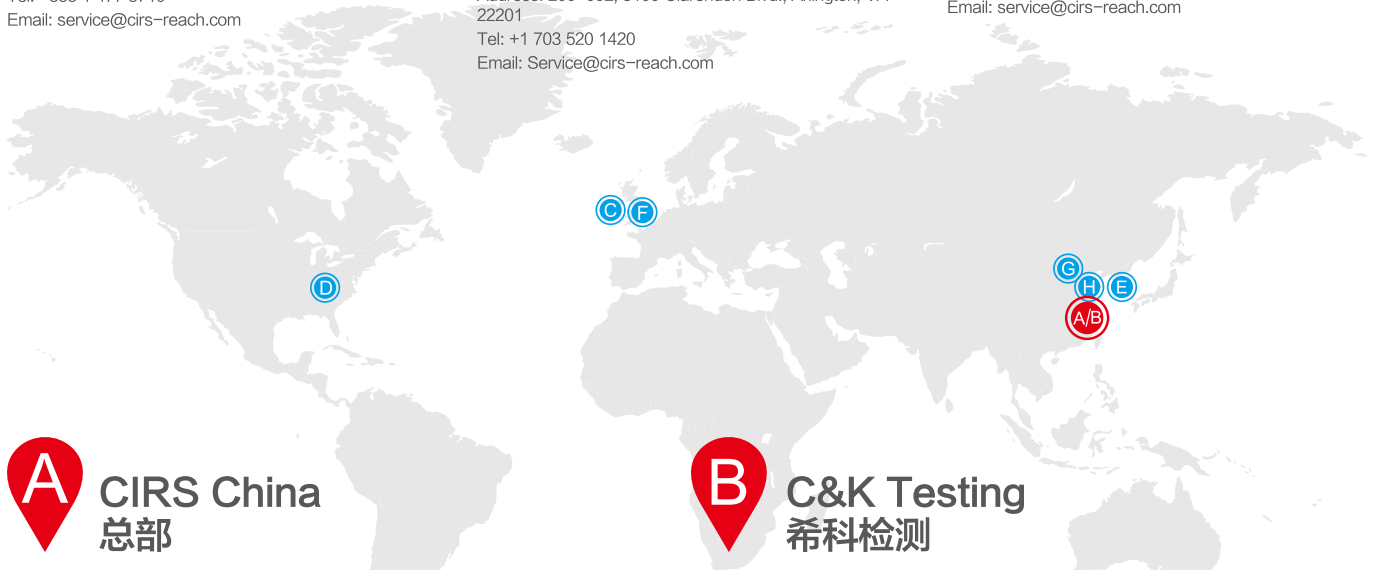 Email: service@cirs-reach.com
22201
Tel: +1 703 520 1420
Email: Service@cirs-reach.com
Email: service@cirs-reach.com
C
F
D
G
H
E
A/B
A
CIRS China
总部
B
C&K Testing
希科检测